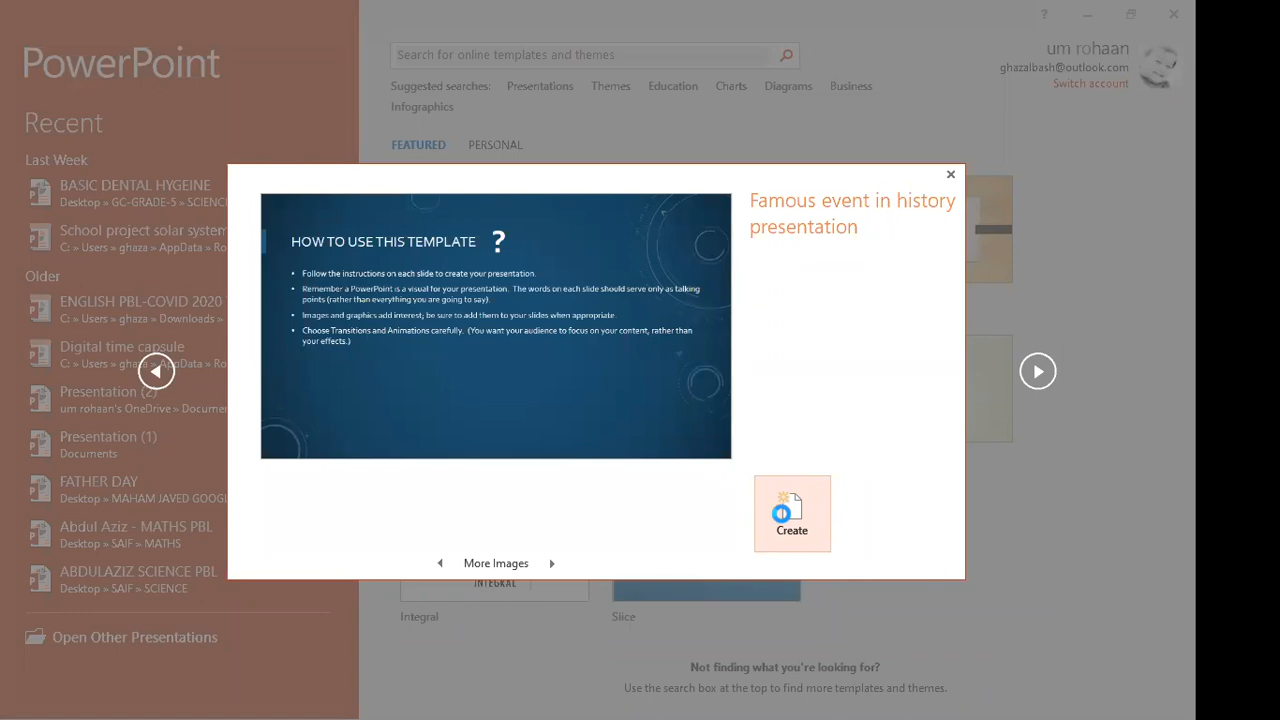 PowerPoint
Recent
Last Week
BASIC DENTAL HYGEINE
Desktop » GC-GRADE-5 » SCIENC
School project solar system
C: » Users » ghaza » AppData » Ro
Older
ENGLISH PBL-COVID 2020
C: » Users » ghaza » Downloads »
Digital time capsule
C: » Users » ghaza » AppData » Ro
Presentation (2)
um rohaan's OneDrive » Docume
Presentation (1)
Documents
FATHER DAY
Desktop » MAHAM JAVED GOOGL
Abdul Aziz - MATHS PBL
Desktop » SAIF » MATHS
ABDULAZIZ SCIENCE PBL
Desktop » SAIF » SCIENCE
Open Other Presentations
?
um rohaan
ghazalbash@outlook.com
Switch account
Search for online templates and themes
Suggested searches: Presentations Themes Education Charts Diagrams Business
Infographics
FEATURED PERSONAL
HOW TO USE THIS TEMPLATE ?
• Follow the instructions on each slide to create your presentation.
• Remember a PowerPoint is a visual for your presentation. The words on each slide should serve only as talking
points (rather than everything you are going to say).
• Images and graphics add interest; be sure to add them to your slides when appropriate.
• Choose Transitions and Animations carefully. (You want your audience to focus on your content, rather than
your effects.)
Famous event in history
presentation
Create
More Images
INTEGRAL
Integral Slice
Not finding what you're looking for?
Use the search box at the top to find more templates and themes.